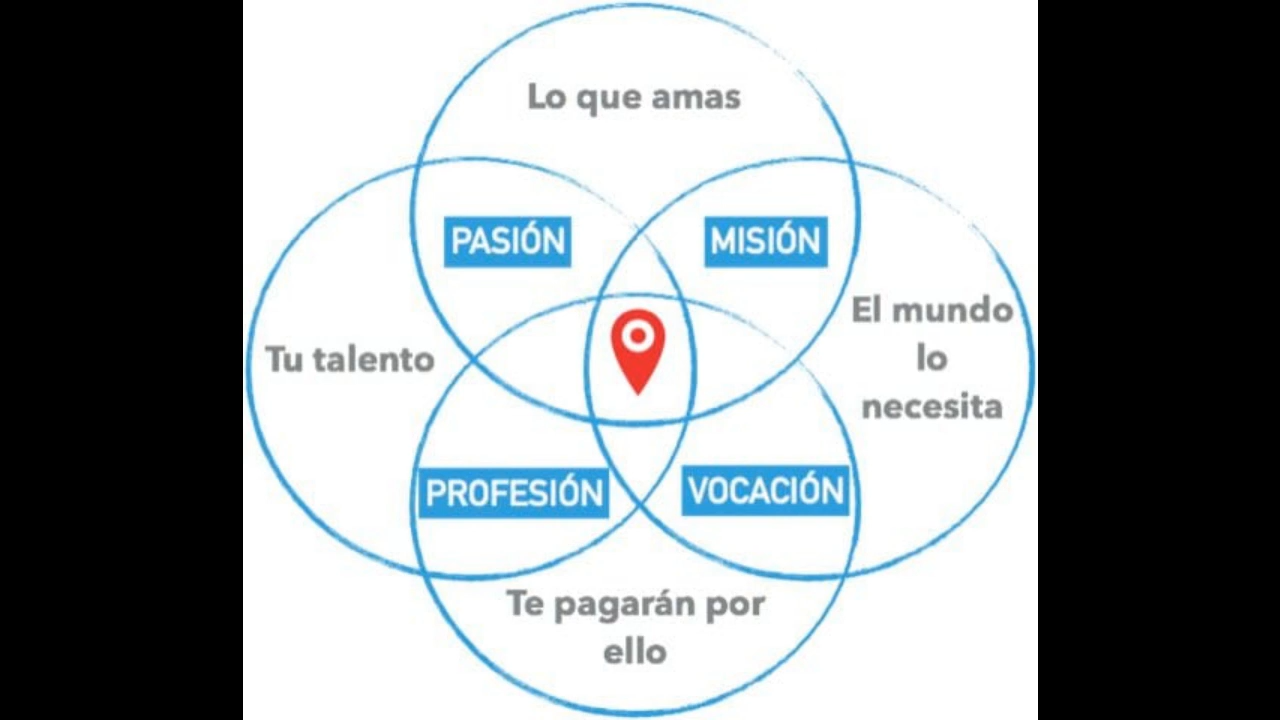 Lo que amas
PASIÓN
MISIÓN
Tu talento
El mundo
lo
necesita
PROFESIÓN
VOCACIÓN
Te pagarán por
ello